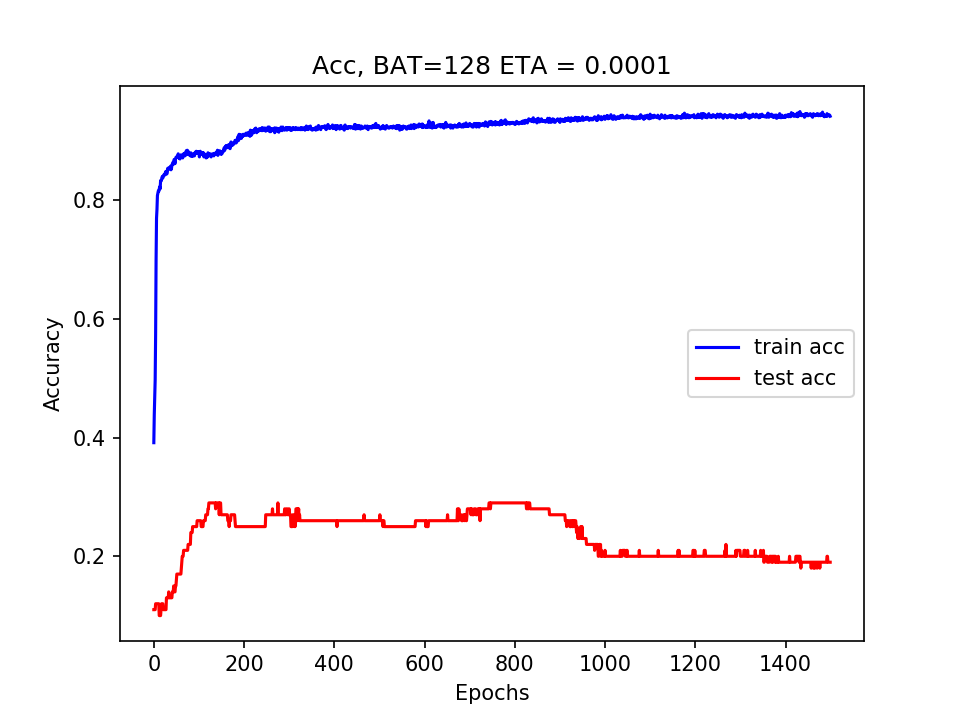 Acc, BAT=128 ETA = 0.0001
Accuracy
0.8
0.6
0.4
0.2
train acc
test acc
0 200 400 600 800 1000 1200 1400
Epochs